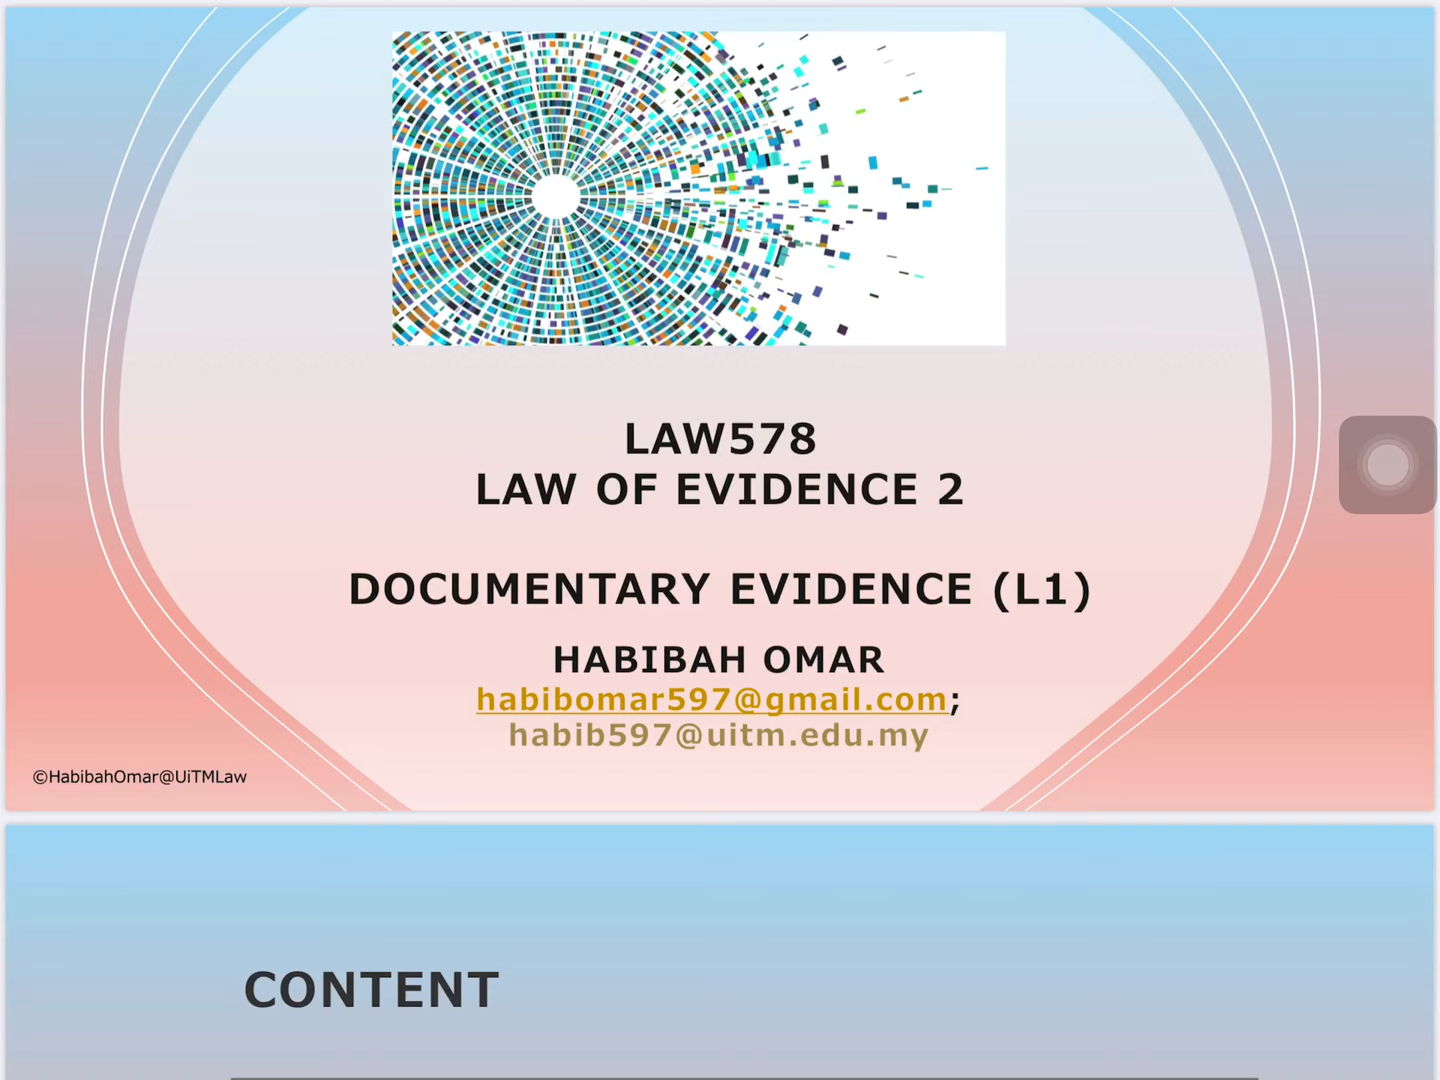 LAW578
LAW OF EVIDENCE 2
DOCUMENTARY EVIDENCE (L1)
HABIBAH OMAR
habibomar597@gmail.com;
habib597@uitm.edu.my
©HabibahOmar@UiTMLaw
CONTENT